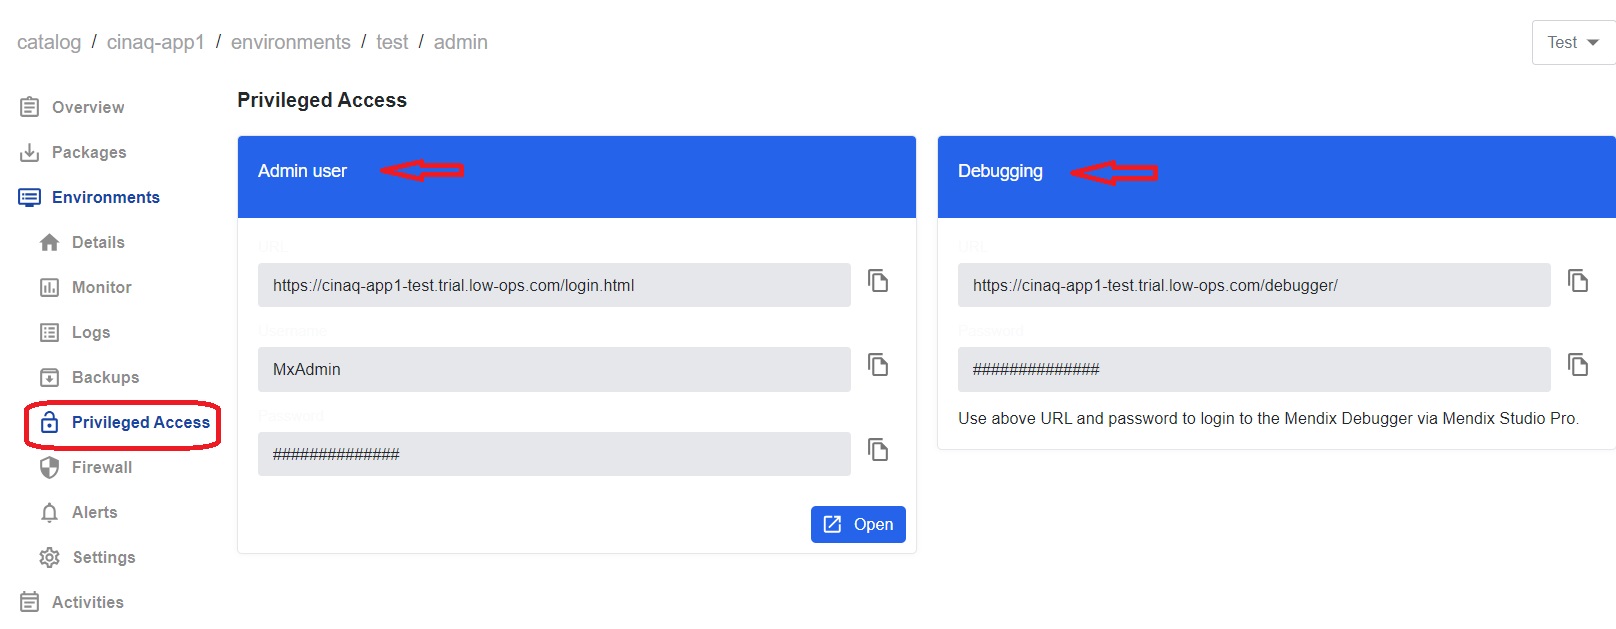 catalog / cinaq-app1 / environments / test / admin
Test
Overview
Packages
Environments
Details
Monitor
Logs
Backups
Privileged Access
Firewall
Alerts
Settings
Activities
Privileged Access
Admin user
URL
https://cinaq-app1-test.trial.low-ops.com/login.html
Username
MxAdmin
Password
##############
Open
Debugging
URL
https://cinaq-app1-test.trial.low-ops.com/debugger/
Password
##############
Use above URL and password to login to the Mendix Debugger via Mendix Studio Pro.